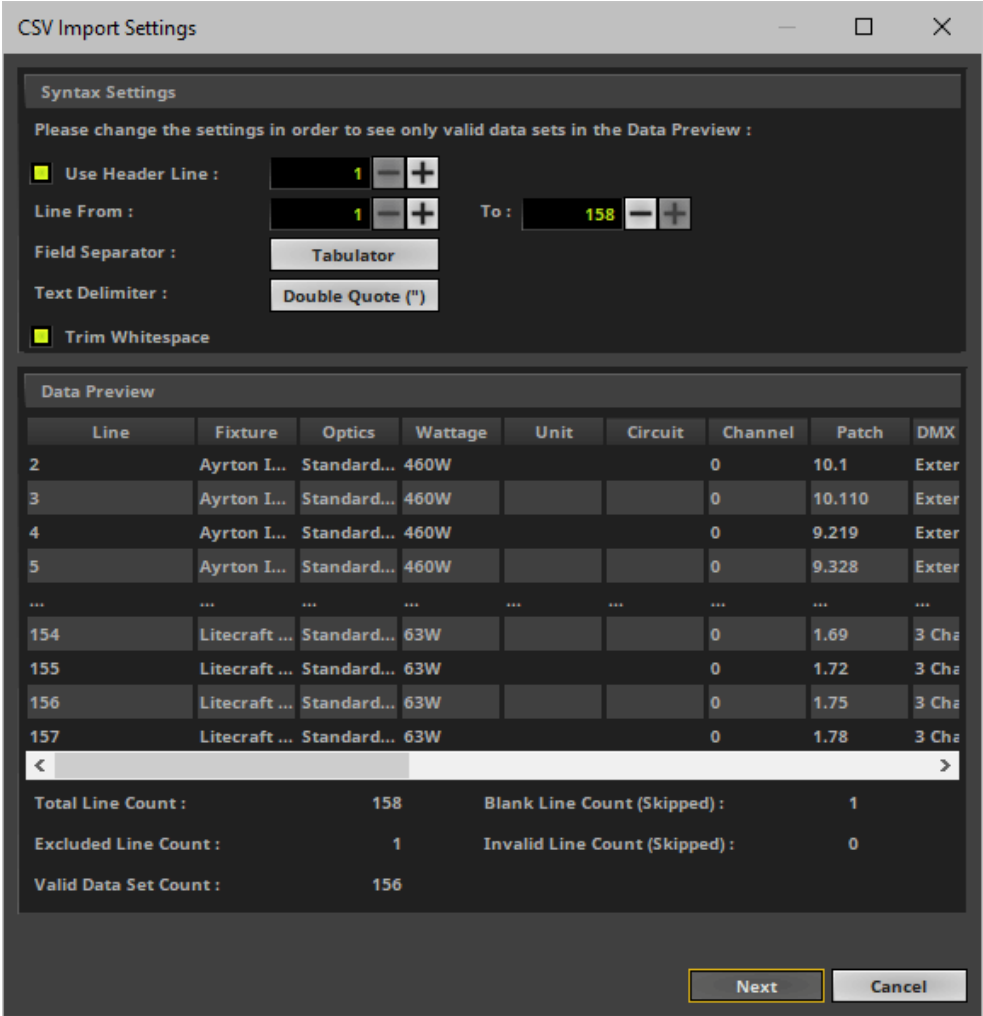 CSV Import Settings
Syntax Settings
Please change the settings in order to see only valid data sets in the Data Preview :
Use Header Line : 1
Line From : 1 To : 158
Field Separator : Tabulator
Text Delimiter : Double Quote (")
Trim Whitespace
Data Preview
Line Fixture Optics Wattage Unit Circuit Channel Patch DMX
2 Ayrton I... Standard... 460W 0 10.1 Exter
3 Ayrton I... Standard... 460W 0 10.110 Exter
4 Ayrton I... Standard... 460W 0 9.219 Exter
5 Ayrton I... Standard... 460W 0 9.328 Exter
... ... ... ... ... ... ... ... ...
154 Litecraft ... Standard... 63W 0 1.69 3 Cha
155 Litecraft ... Standard... 63W 0 1.72 3 Cha
156 Litecraft ... Standard... 63W 0 1.75 3 Cha
157 Litecraft ... Standard... 63W 0 1.78 3 Cha
Total Line Count : 158 Blank Line Count (Skipped) : 1
Excluded Line Count : 1 Invalid Line Count (Skipped) : 0
Valid Data Set Count : 156
Next Cancel